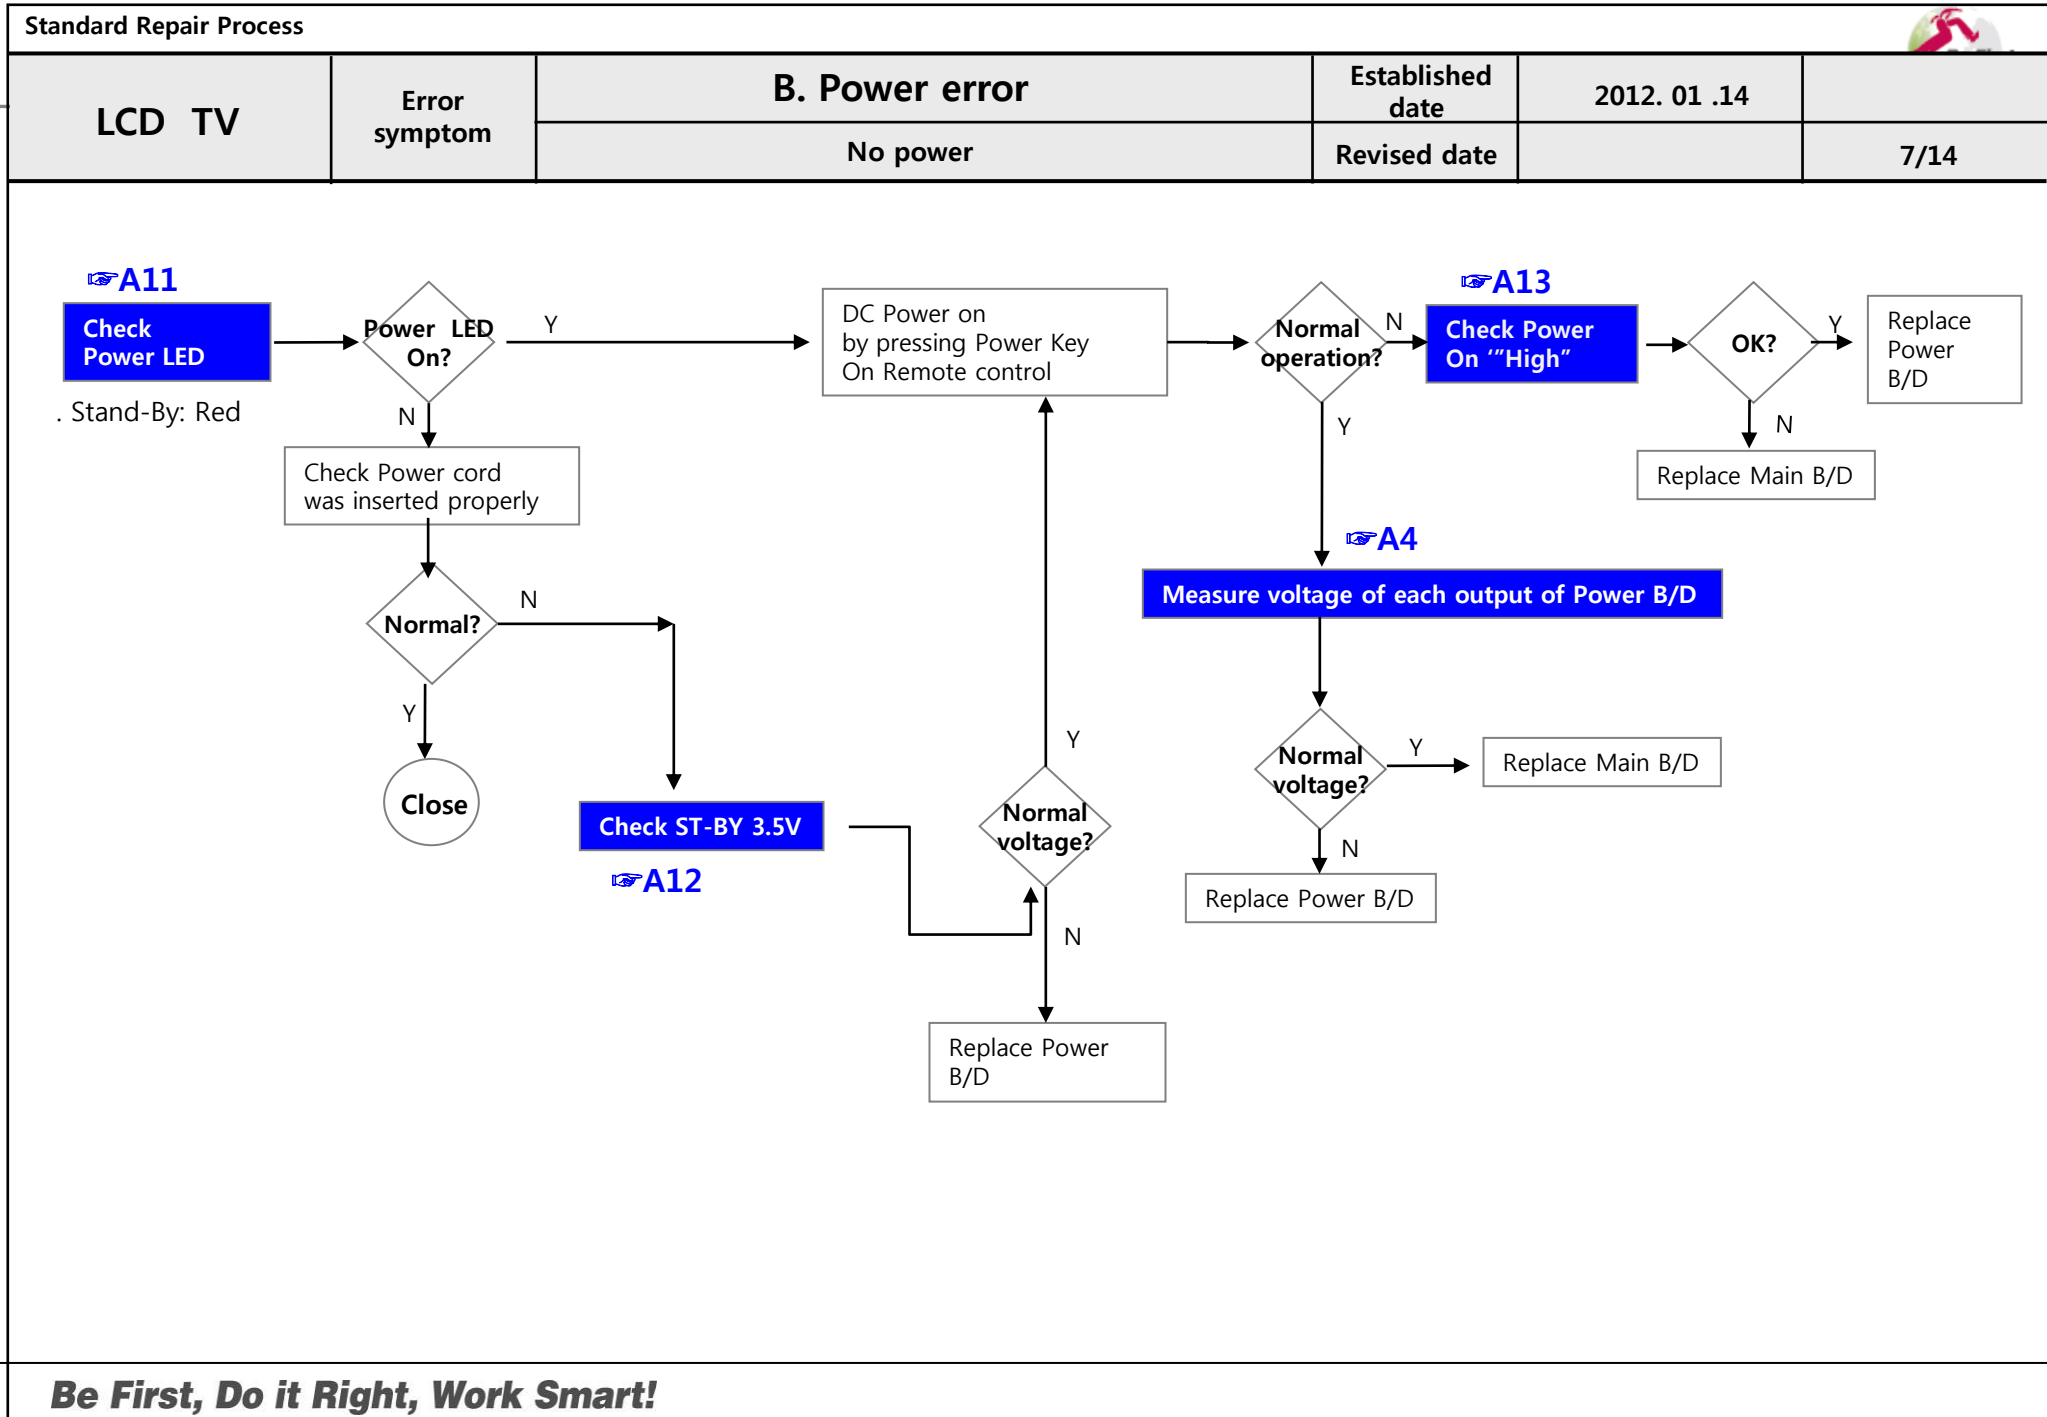 Standard Repair Process
LCD TV
Error
symptom
B. Power error
No power
Established
date
2012. 01 .14
Revised date
7/14
☞A11
Check
Power LED
. Stand-By: Red
Power LED
On?
Y
N
Check Power cord
was inserted properly
Normal?
N
Y
Close
Check ST-BY 3.5V
☞A12
DC Power on
by pressing Power Key
On Remote control
Y
Normal
voltage?
N
Replace Power
B/D
Normal
operation?
N
Y
☞A13
Check Power
On ‘"High"
OK?
Y
Replace
Power
B/D
N
Replace Main B/D
☞A4
Measure voltage of each output of Power B/D
Normal
voltage?
Y
Replace Main B/D
N
Replace Power B/D
Be First, Do it Right, Work Smart!